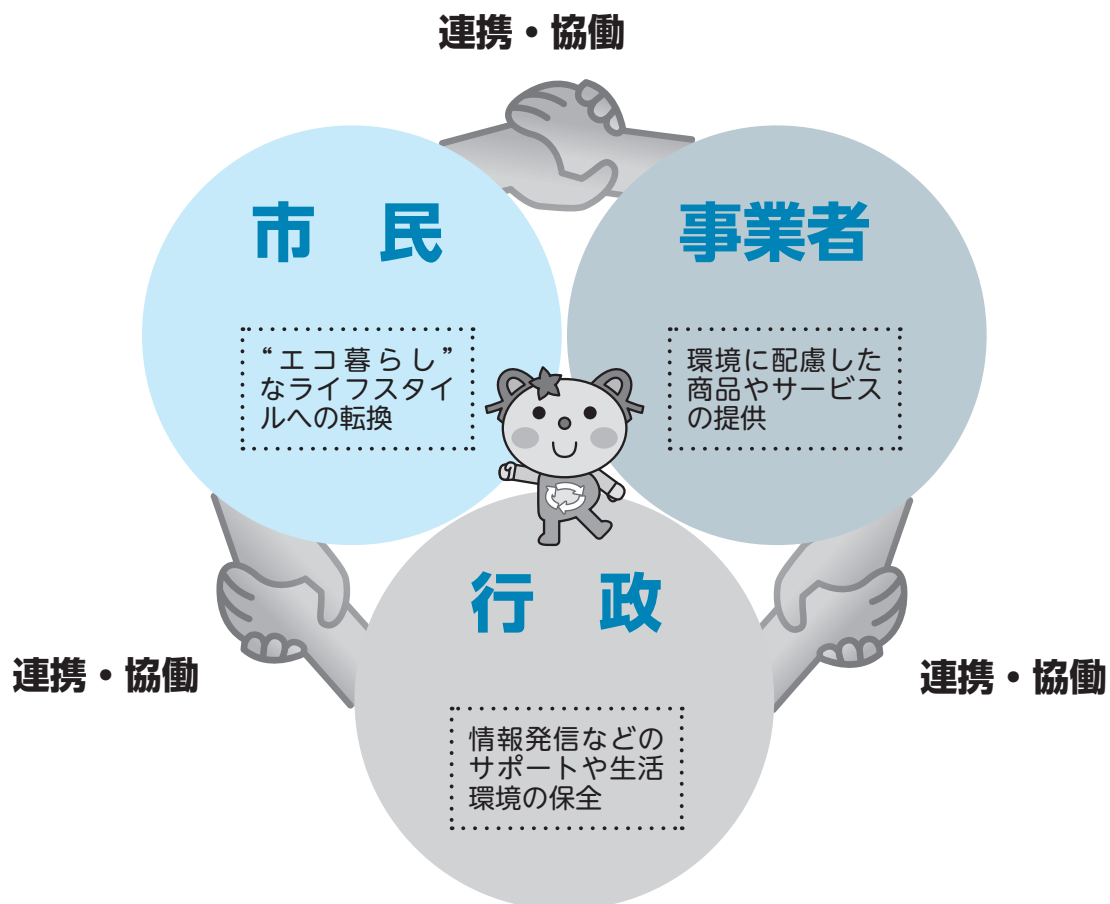 連携・協働
市 民
事業者
“エコ暮らし”
なライフスタイ
ルへの転換
環境に配慮した
商品やサービス
の提供
行 政
連携・協働
連携・協働
情報発信などの
サポートや生活
環境の保全